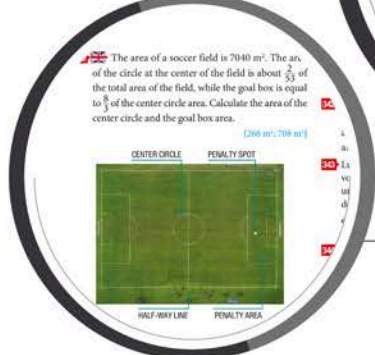 The area of a soccer field is 7040 m². The
of the circle at the center of the field is about 2/53 of
the total area of the field, while the goal box is equal
to 8/3 of the center circle area. Calculate the area of the
center circle and the goal box area.
[266 m²; 708 m²]
CENTER CIRCLE PENALTY SPOT
HALF-WAY LINE PENALTY AREA
342
343
344